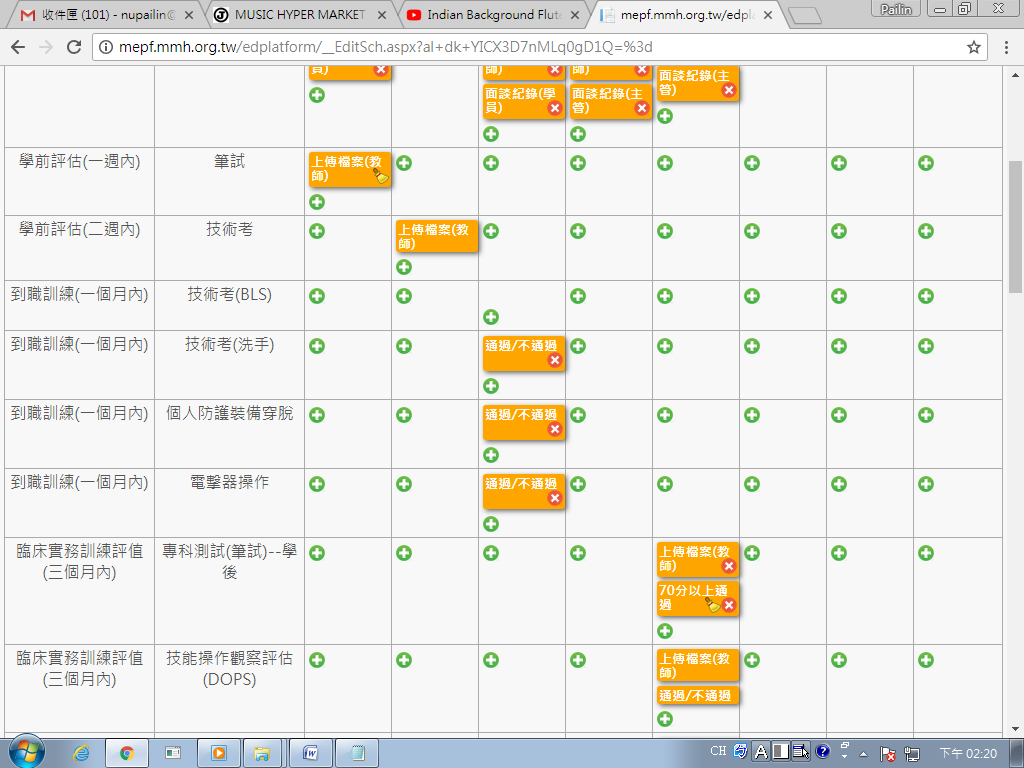 收件匣 (101) - nupailin@
MUSIC HYPER MARKET
Indian Background Flute
mepf.mmh.org.tw/edpl
Pailin
mepf.mmh.org.tw/edplatform/__EditSch.aspx?al+dk+YICX3D7nMLq0gD1Q=%3d
員)
師)
師)
面談紀錄(主管)
面談紀錄(學員)
面談紀錄(主管)
學前評估(一週內)
筆試
上傳檔案(教師)
學前評估(二週內)
技術考
上傳檔案(教師)
到職訓練(一個月內)
技術考(BLS)
到職訓練(一個月內)
技術考(洗手)
通過/不通過
到職訓練(一個月內)
個人防護裝備穿脫
通過/不通過
到職訓練(一個月內)
電擊器操作
通過/不通過
臨床實務訓練評值
(三個月內)
專科測試(筆試)--學
後
上傳檔案(教
師)
70分以上通
過
臨床實務訓練評值
(三個月內)
技能操作觀察評估
(DOPS)
上傳檔案(教
師)
通過/不通過
CH
A
下午 02:20